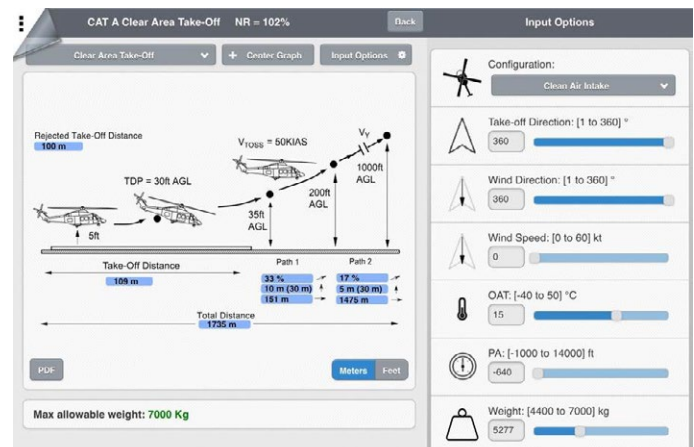 CAT A Clear Area Take-Off NR = 102%
Back
Input Options
Clear Area Take-Off
+ Center Graph
Input Options
Rejected Take-Off Distance
100 m
TDP = 30ft AGL
VTOSS = 50KIAS
VY
1000ft
AGL
200ft
AGL
35ft
AGL
5ft
Take-Off Distance
109 m
Path 1
33 %
10 m (30 m)
151 m
Path 2
17 %
5 m (30 m)
1475 m
Total Distance
1735 m
PDF
Meters Feet
Max allowable weight: 7000 Kg
Configuration:
Clean Air Intake
Take-off Direction: [1 to 360] °
360
Wind Direction: [1 to 360] °
360
Wind Speed: [0 to 60] kt
0
OAT: [-40 to 50] °C
15
PA: [-1000 to 14000] ft
-640
Weight: [4400 to 7000] kg
5277